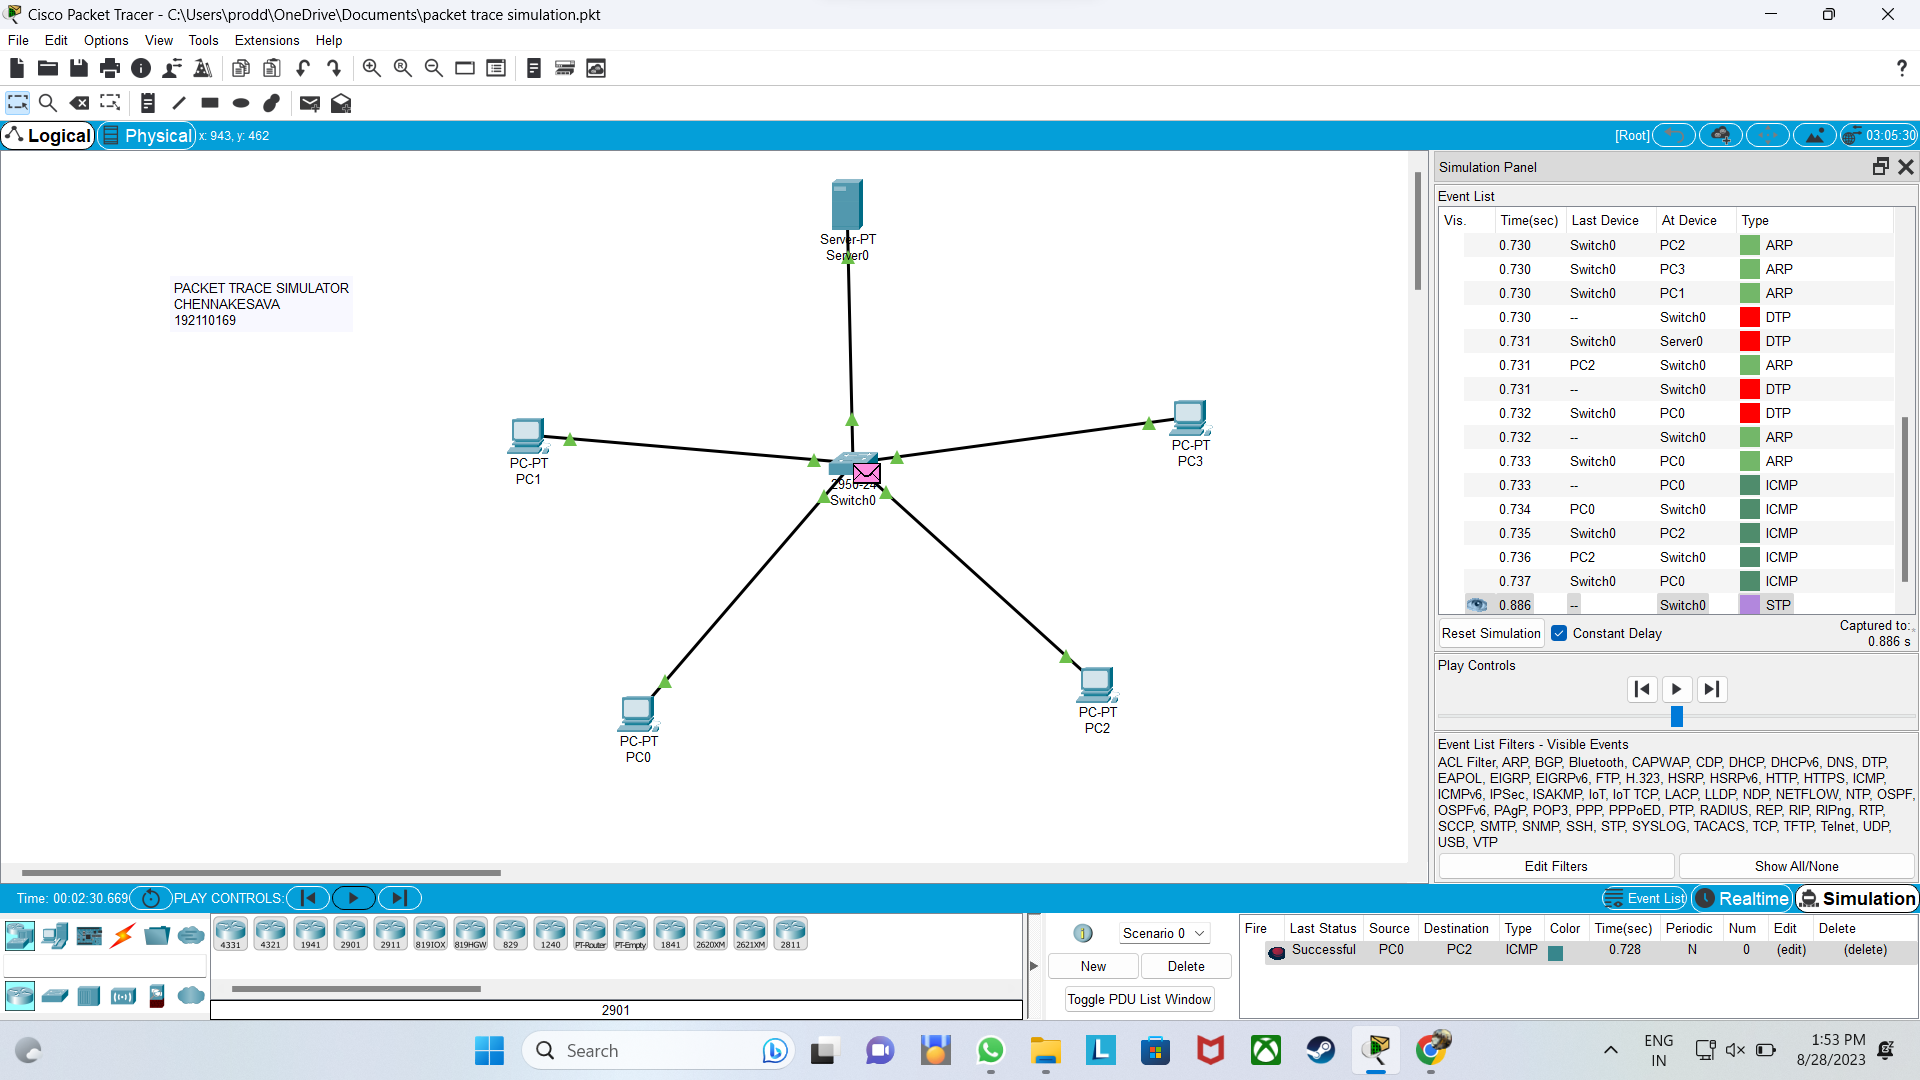 Cisco Packet Tracer - C:\Users\prodd\OneDrive\Documents\packet trace simulation.pkt
File Edit Options View Tools Extensions Help
?
Logical Physical x: 943, y: 462 [Root] 03:05:30
Server-PT
Server0
PACKET TRACE SIMULATOR
CHENNAKESAVA
192110169
PC-PT
PC1
PC-PT
PC3
2950-24
Switch0
PC-PT
PC2
PC-PT
PC0
Simulation Panel
Event List
Vis. Time(sec) Last Device At Device Type
0.730 Switch0 PC2 ARP
0.730 Switch0 PC3 ARP
0.730 Switch0 PC1 ARP
0.730 -- Switch0 DTP
0.731 Switch0 Server0 DTP
0.731 PC2 Switch0 ARP
0.731 -- Switch0 DTP
0.732 Switch0 PC0 DTP
0.732 -- Switch0 ARP
0.733 Switch0 PC0 ARP
0.733 -- PC0 ICMP
0.734 PC0 Switch0 ICMP
0.735 Switch0 PC2 ICMP
0.736 PC2 Switch0 ICMP
0.737 Switch0 PC0 ICMP
0.886 -- Switch0 STP
Reset Simulation Constant Delay Captured to:
0.886 s
Play Controls
Event List Filters - Visible Events
ACL Filter, ARP, BGP, Bluetooth, CAPWAP, CDP, DHCP, DHCPv6, DNS, DTP,
EAPOL, EIGRP, EIGRPv6, FTP, H.323, HSRP, HSRPv6, HTTP, HTTPS, ICMP,
ICMPv6, IPSec, ISAKMP, IoT, IoT TCP, LACP, LLDP, NDP, NETFLOW, NTP, OSPF,
OSPFv6, PAgP, POP3, PPP, PPPoED, PTP, RADIUS, REP, RIP, RIPng, RTP,
SCCP, SMTP, SNMP, SSH, STP, SYSLOG, TACACS, TCP, TFTP, Telnet, UDP,
USB, VTP
Edit Filters Show All/None
Time: 00:02:30.669 PLAY CONTROLS: Event List Realtime Simulation
4331 4321 1941 2901 2911 819IOX 819HGW 829 1240 PT-Router PT-Empty 1841 2620XM 2621XM 2811
2901
1 Scenario 0
New Delete
Toggle PDU List Window
Fire Last Status Source Destination Type Color Time(sec) Periodic Num Edit Delete
Successful PC0 PC2 ICMP 0.728 N 0 (edit) (delete)
Search
L
ENG
IN
1:53 PM
8/28/2023